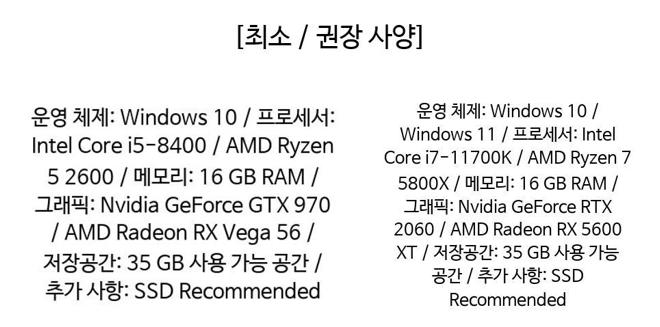 [최소 / 권장 사양]
운영 체제: Windows 10 / 프로세서:
Intel Core i5-8400 / AMD Ryzen
5 2600 / 메모리: 16 GB RAM /
그래픽: Nvidia GeForce GTX 970
/ AMD Radeon RX Vega 56 /
저장공간: 35 GB 사용 가능 공간 /
추가 사항: SSD Recommended
운영 체제: Windows 10 /
Windows 11 / 프로세서: Intel
Core i7-11700K / AMD Ryzen 7
5800X / 메모리: 16 GB RAM /
그래픽: Nvidia GeForce RTX
2060 / AMD Radeon RX 5600
XT / 저장공간: 35 GB 사용 가능
공간 / 추가 사항: SSD
Recommended